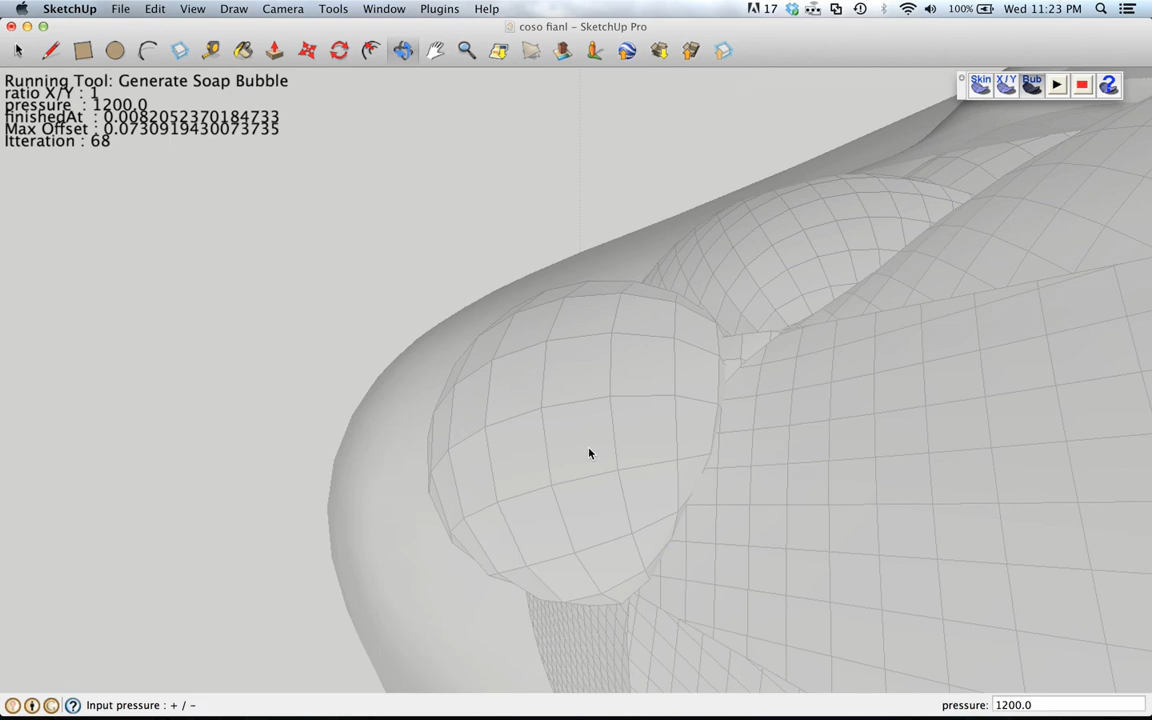 SketchUp File Edit View Draw Camera Tools Window Plugins Help 17 100% Wed 11:23 PM
coso fianl – SketchUp Pro
Running Tool: Generate Soap Bubble
ratio X/Y : 1
pressure : 1200.0
finishedAt : 0.0082052370184733
Max Offset : 0.0730919430073735
Itteration : 68
Skin X/Y Bub
Input pressure : + / -
pressure: 1200.0